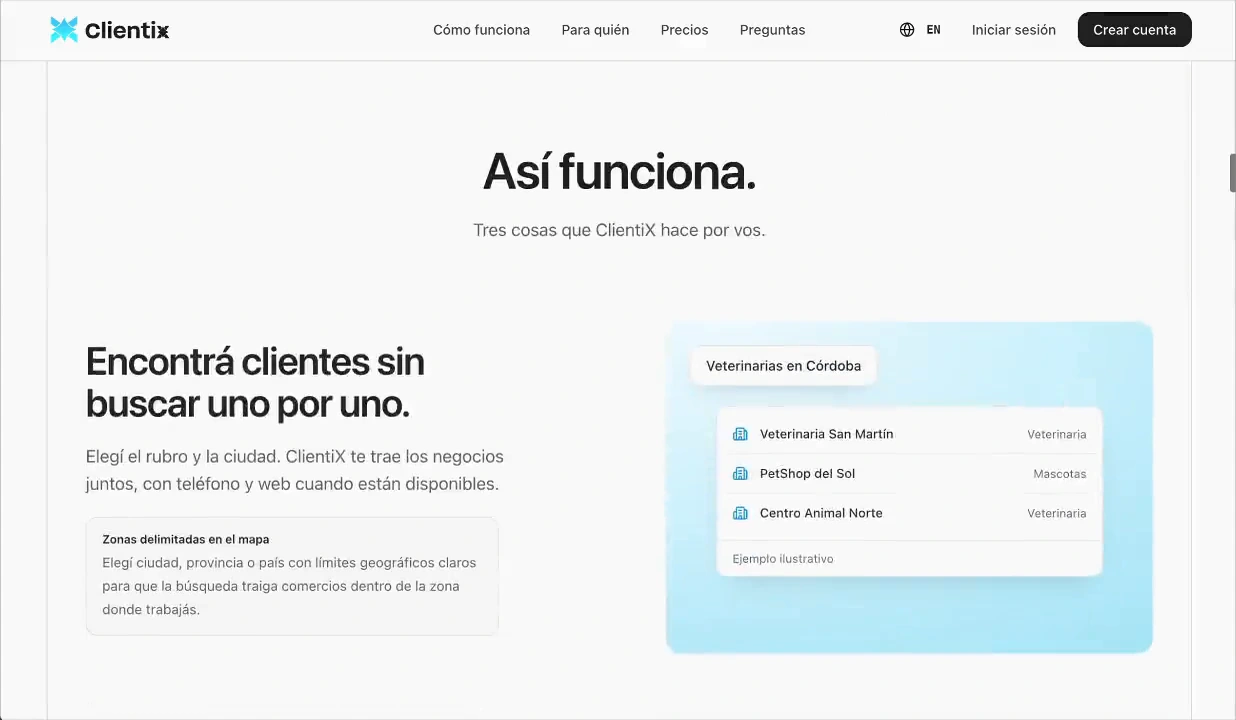 Clientix
Cómo funciona
Para quién
Precios
Preguntas
EN
Iniciar sesión
Crear cuenta
Así funciona.
Tres cosas que ClientiX hace por vos.
Encontrá clientes sin
buscar uno por uno.
Elegí el rubro y la ciudad. ClientiX te trae los negocios
juntos, con teléfono y web cuando están disponibles.
Zonas delimitadas en el mapa
Elegí ciudad, provincia o país con límites geográficos claros
para que la búsqueda traiga comercios dentro de la zona
donde trabajás.
Veterinarias en Córdoba
Veterinaria San Martín Veterinaria
PetShop del Sol Mascotas
Centro Animal Norte Veterinaria
Ejemplo ilustrativo